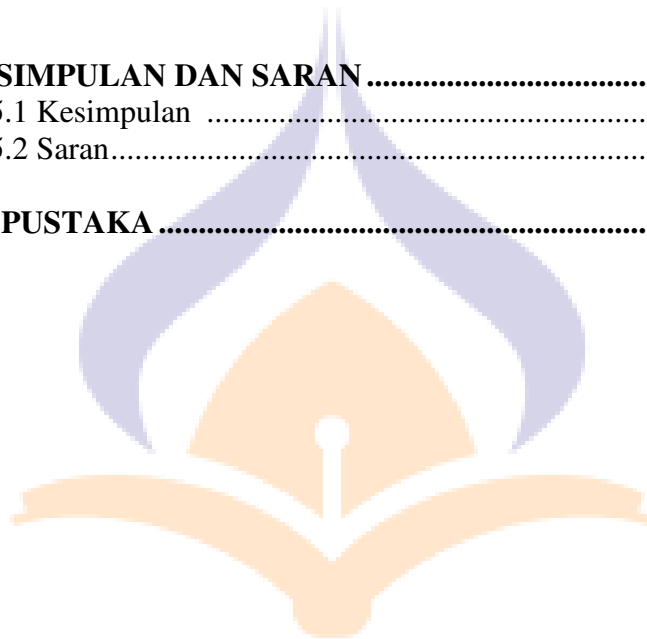 SIMPULAN DAN SARAN ..................................
5.1 Kesimpulan ..........................................................
5.2 Saran.....................................................................
PUSTAKA ..........................................................